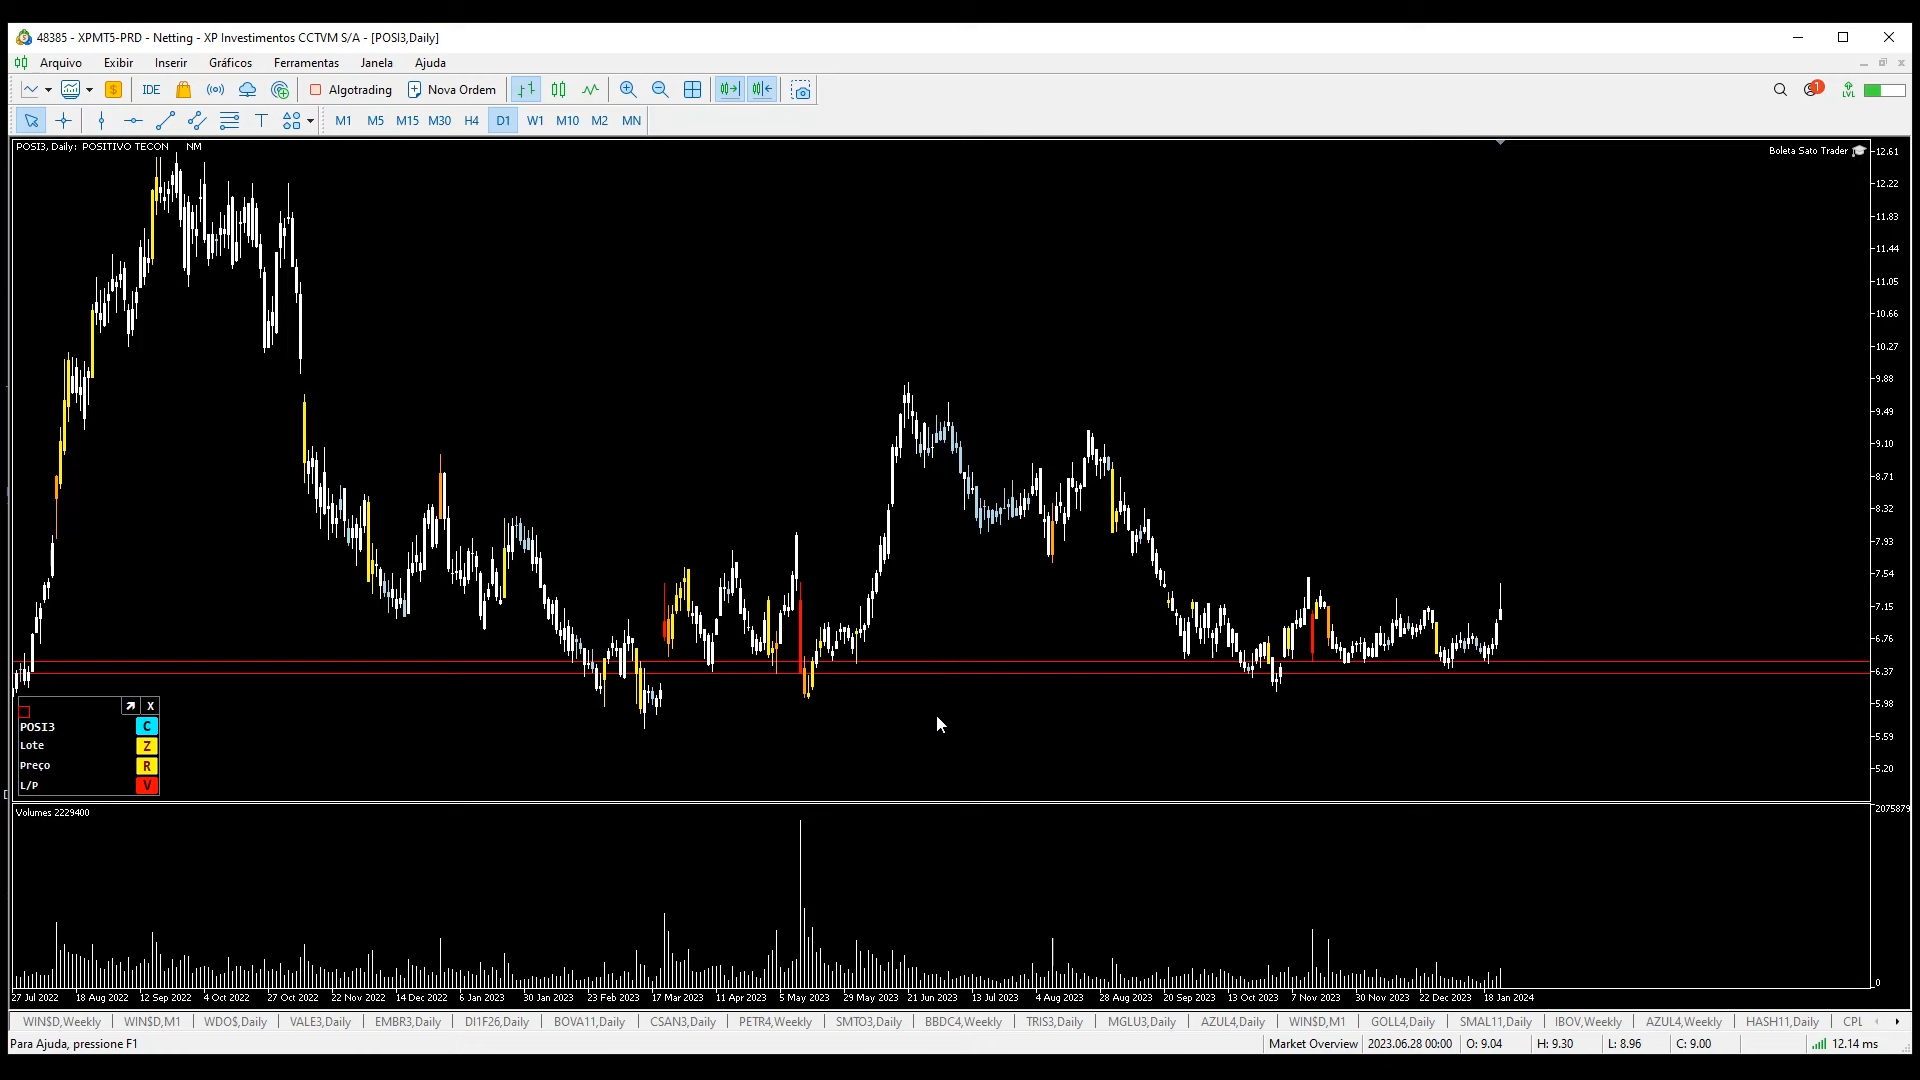 48385 - XPMT5-PRD - Netting - XP Investimentos CCTVM S/A - [POSI3,Daily]
Arquivo Exibir Inserir Gráficos Ferramentas Janela Ajuda
IDE Algotrading Nova Ordem 1 LVL
T M1 M5 M15 M30 H4 D1 W1 M10 M2 MN
POSI3, Daily: POSITIVO TECON NM
Boleta Sato Trader
12.61
12.22
11.83
11.44
11.05
10.66
10.27
9.88
9.49
9.10
8.71
8.32
7.93
7.54
7.15
6.76
6.37
5.98
5.59
5.20
X
POSI3 C
Lote Z
Preço R
L/P V
Volumes 2229400
2075879
0
27 Jul 2022 18 Aug 2022 12 Sep 2022 4 Oct 2022 27 Oct 2022 22 Nov 2022 14 Dec 2022 6 Jan 2023 30 Jan 2023 23 Feb 2023 17 Mar 2023 11 Apr 2023 5 May 2023 29 May 2023 21 Jun 2023 13 Jul 2023 4 Aug 2023 28 Aug 2023 20 Sep 2023 13 Oct 2023 7 Nov 2023 30 Nov 2023 22 Dec 2023 18 Jan 2024
WIN$D,Weekly WIN$D,M1 WDO$,Daily VALE3,Daily EMBR3,Daily DI1F26,Daily BOVA11,Daily CSAN3,Daily PETR4,Weekly SMTO3,Daily BBDC4,Weekly TRIS3,Daily MGLU3,Daily AZUL4,Daily WIN$D,M1 GOLL4,Daily SMAL11,Daily IBOV,Weekly AZUL4,Weekly HASH11,Daily CPL
Para Ajuda, pressione F1
Market Overview 2023.06.28 00:00 O: 9.04 H: 9.30 L: 8.96 C: 9.00 12.14 ms